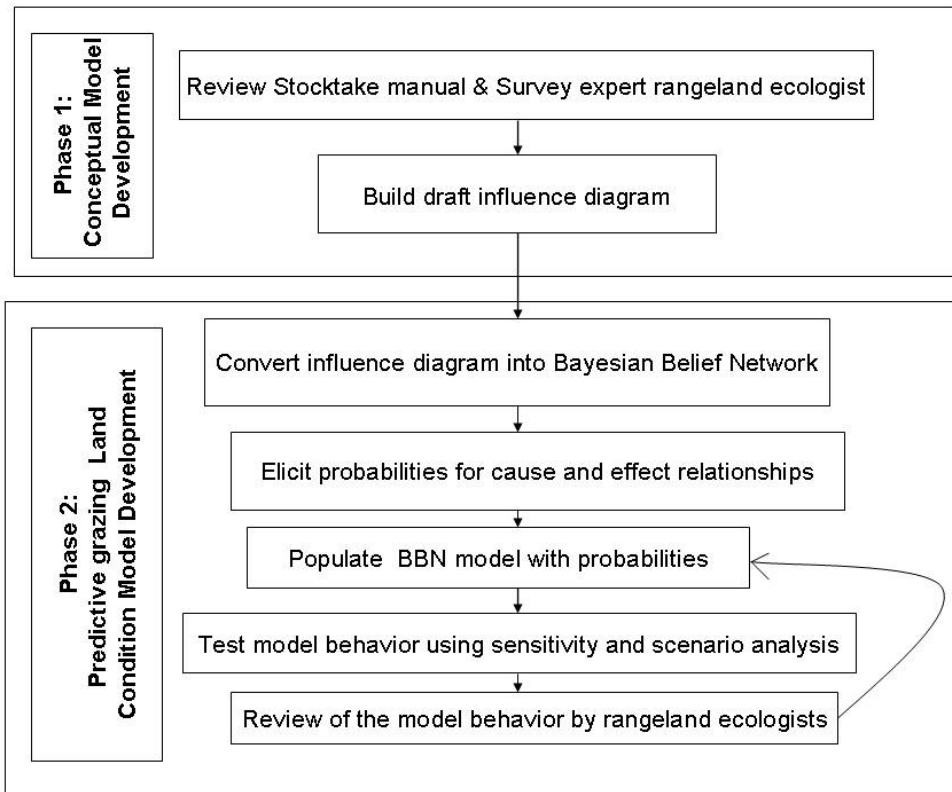 Phase 1:
Conceptual Model
Development
Review Stocktake manual & Survey expert rangeland ecologist
Build draft influence diagram
Phase 2:
Predictive grazing Land
Condition Model Development
Convert influence diagram into Bayesian Belief Network
Elicit probabilities for cause and effect relationships
Populate BBN model with probabilities
Test model behavior using sensitivity and scenario analysis
Review of the model behavior by rangeland ecologists